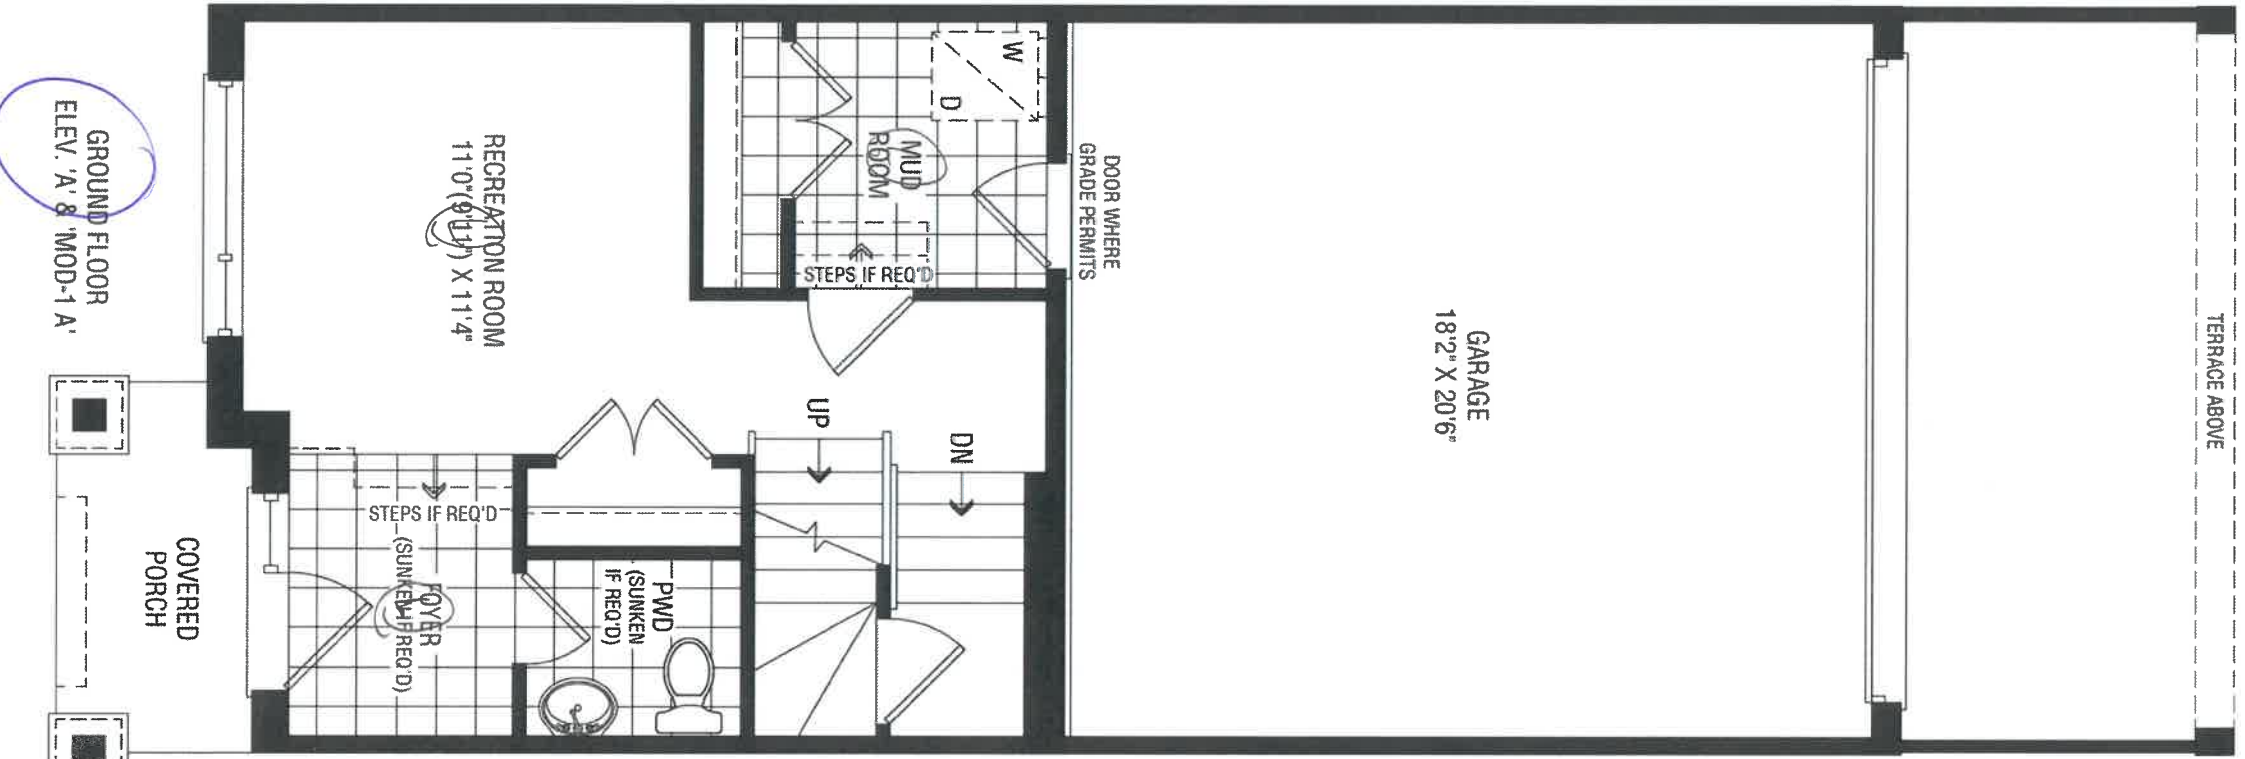 TERRACE ABOVE
GARAGE
18'2" X 20'6"
DOOR WHERE
GRADE PERMITS
W
D
MUD
ROOM
STEPS IF REQ'D
DN
UP
RECREATION ROOM
11'0"(9'11") X 11'4"
PWD
(SUNKEN
IF REQ'D)
STEPS IF REQ'D
FOYER
(SUNKEN IF REQ'D)
COVERED
PORCH
GROUND FLOOR
ELEV. 'A' & 'MOD-1 A'